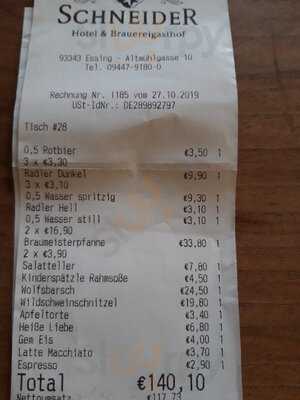 SCHNEIDER
Hotel & Brauereigasthof
93343 Essing - Altmühlgasse 10
Tel. 09447-9180-0
Rechnung Nr. 1185 vom 27.10.2019
USt-IdNr.: DE289892797
Tisch #28
0,5 Rotbier €3,50 1
3 x €3,30
Radler Dunkel €9,90 1
3 x €3,10
0,5 Wasser spritzig €9,30 1
Radler Hell €3,10 1
0,5 Wasser still €3,10 1
2 x €16,90
Braumeisterpfanne €33,80 1
2 x €3,90
Salatteller €7,80 1
Kinderspätzle Rahmsoße €4,50 1
Wolfsbarsch €24,50 1
Wildschweinschnitzel €19,80 1
Apfeltorte €3,40 1
Heiße Liebe €6,80 1
Gem Eis €4,00 1
Latte Macchiato €3,70 1
Espresso €2,90 1
Total €140,10
Nettoumsatz €117,73